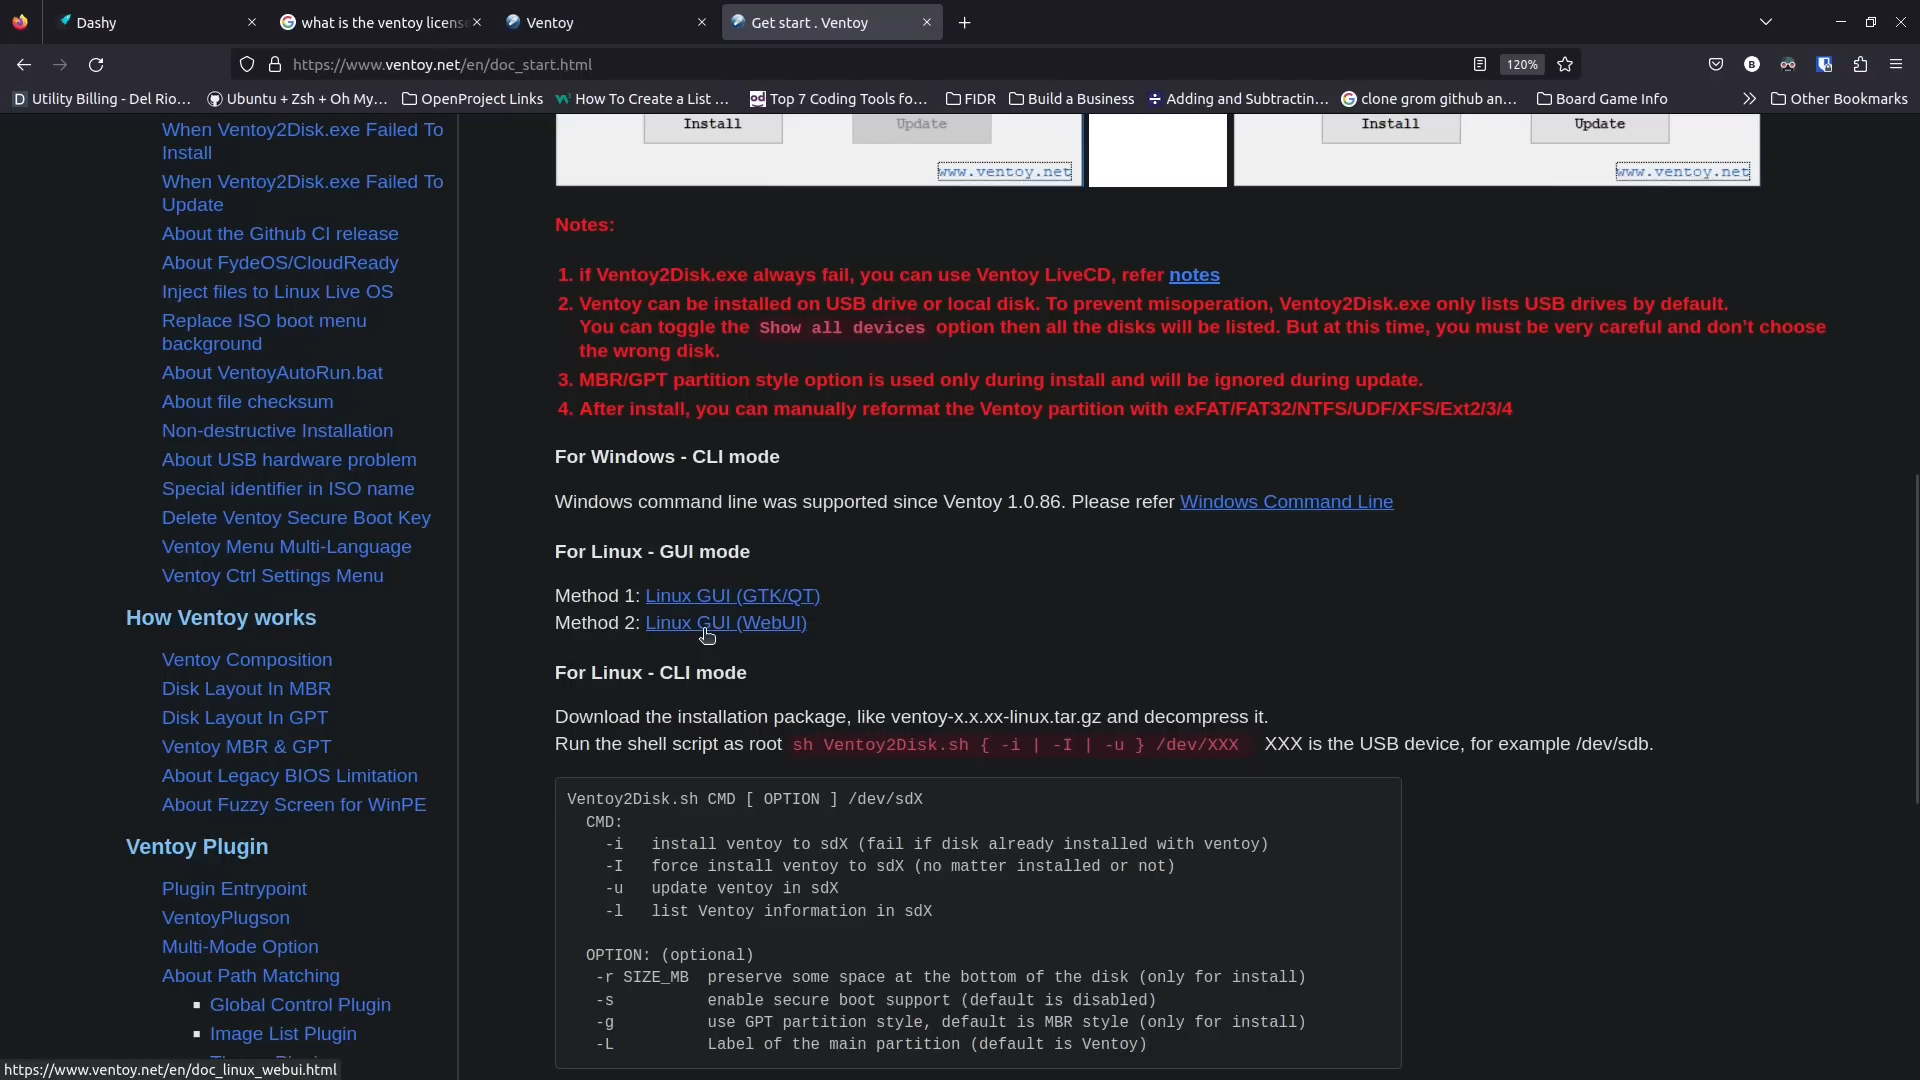 Dashy
what is the ventoy licens
Ventoy
Get start . Ventoy
https://www.ventoy.net/en/doc_start.html
120%
Utility Billing - Del Rio...
Ubuntu + Zsh + Oh My...
OpenProject Links
How To Create a List ...
Top 7 Coding Tools fo...
FIDR
Build a Business
Adding and Subtractin...
clone grom github an...
Board Game Info
Other Bookmarks
When Ventoy2Disk.exe Failed To
Install
When Ventoy2Disk.exe Failed To
Update
About the Github CI release
About FydeOS/CloudReady
Inject files to Linux Live OS
Replace ISO boot menu
background
About VentoyAutoRun.bat
About file checksum
Non-destructive Installation
About USB hardware problem
Special identifier in ISO name
Delete Ventoy Secure Boot Key
Ventoy Menu Multi-Language
Ventoy Ctrl Settings Menu
How Ventoy works
Ventoy Composition
Disk Layout In MBR
Disk Layout In GPT
Ventoy MBR & GPT
About Legacy BIOS Limitation
About Fuzzy Screen for WinPE
Ventoy Plugin
Plugin Entrypoint
VentoyPlugson
Multi-Mode Option
About Path Matching
Global Control Plugin
Image List Plugin
https://www.ventoy.net/en/doc_linux_webui.html
Install Update Install Update
www.ventoy.net www.ventoy.net
Notes:
1. if Ventoy2Disk.exe always fail, you can use Ventoy LiveCD, refer notes
2. Ventoy can be installed on USB drive or local disk. To prevent misoperation, Ventoy2Disk.exe only lists USB drives by default.
You can toggle the Show all devices option then all the disks will be listed. But at this time, you must be very careful and don't choose
the wrong disk.
3. MBR/GPT partition style option is used only during install and will be ignored during update.
4. After install, you can manually reformat the Ventoy partition with exFAT/FAT32/NTFS/UDF/XFS/Ext2/3/4
For Windows - CLI mode
Windows command line was supported since Ventoy 1.0.86. Please refer Windows Command Line
For Linux - GUI mode
Method 1: Linux GUI (GTK/QT)
Method 2: Linux GUI (WebUI)
For Linux - CLI mode
Download the installation package, like ventoy-x.x.xx-linux.tar.gz and decompress it.
Run the shell script as root sh Ventoy2Disk.sh { -i | -I | -u } /dev/XXX XXX is the USB device, for example /dev/sdb.
Ventoy2Disk.sh CMD [ OPTION ] /dev/sdX
CMD:
-i install ventoy to sdX (fail if disk already installed with ventoy)
-I force install ventoy to sdX (no matter installed or not)
-u update ventoy in sdX
-l list Ventoy information in sdX
OPTION: (optional)
-r SIZE_MB preserve some space at the bottom of the disk (only for install)
-s enable secure boot support (default is disabled)
-g use GPT partition style, default is MBR style (only for install)
-L Label of the main partition (default is Ventoy)